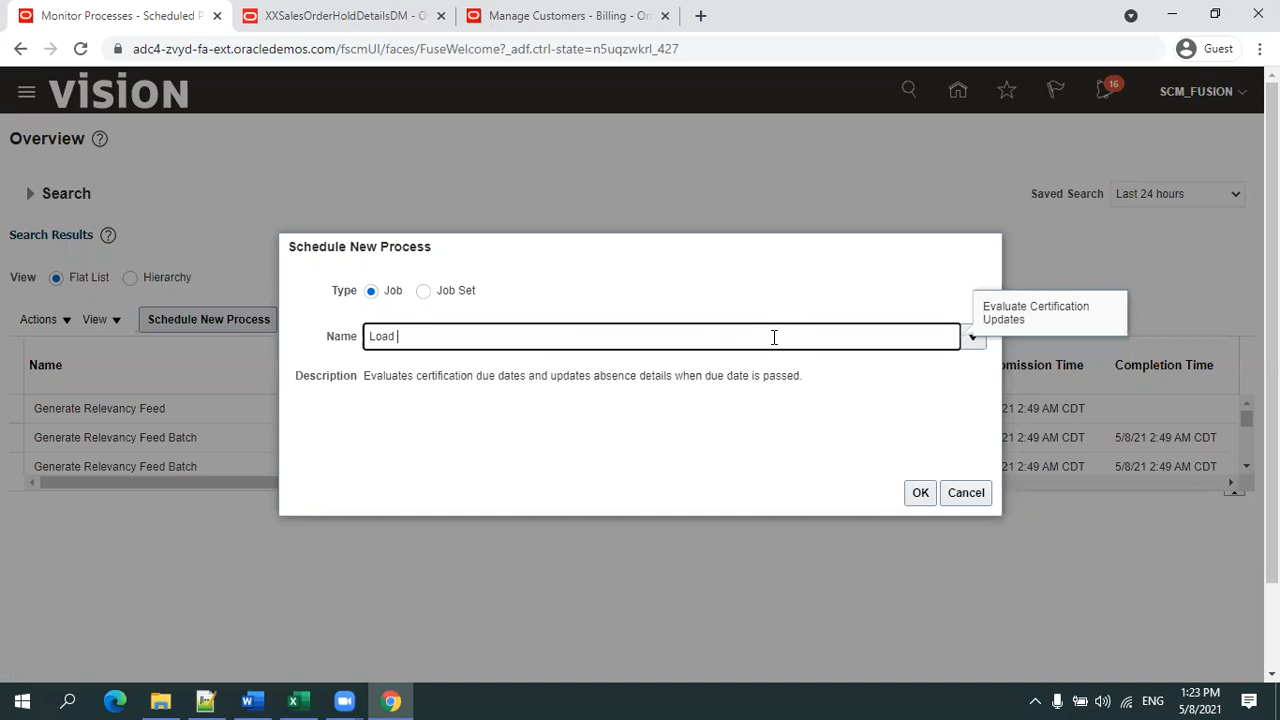 Monitor Processes - Scheduled P
XXSalesOrderHoldDetailsDM - O
Manage Customers - Billing - Or
adc4-zvyd-fa-ext.oracledemos.com/fscmUI/faces/FuseWelcome?_adf.ctrl-state=n5uqzwkrl_427
Guest
VISION
16
SCM_FUSION
Overview
Search
Saved Search Last 24 hours
Search Results
View Flat List Hierarchy
Actions View Schedule New Process
Schedule New Process
Type Job Job Set
Evaluate Certification
Updates
Name Load
Description Evaluates certification due dates and updates absence details when due date is passed.
OK Cancel
Name
omission Time Completion Time
Generate Relevancy Feed
21 2:49 AM CDT
Generate Relevancy Feed Batch
21 2:49 AM CDT 5/8/21 2:49 AM CDT
Generate Relevancy Feed Batch
21 2:49 AM CDT 5/8/21 2:49 AM CDT
ENG
1:23 PM
5/8/2021